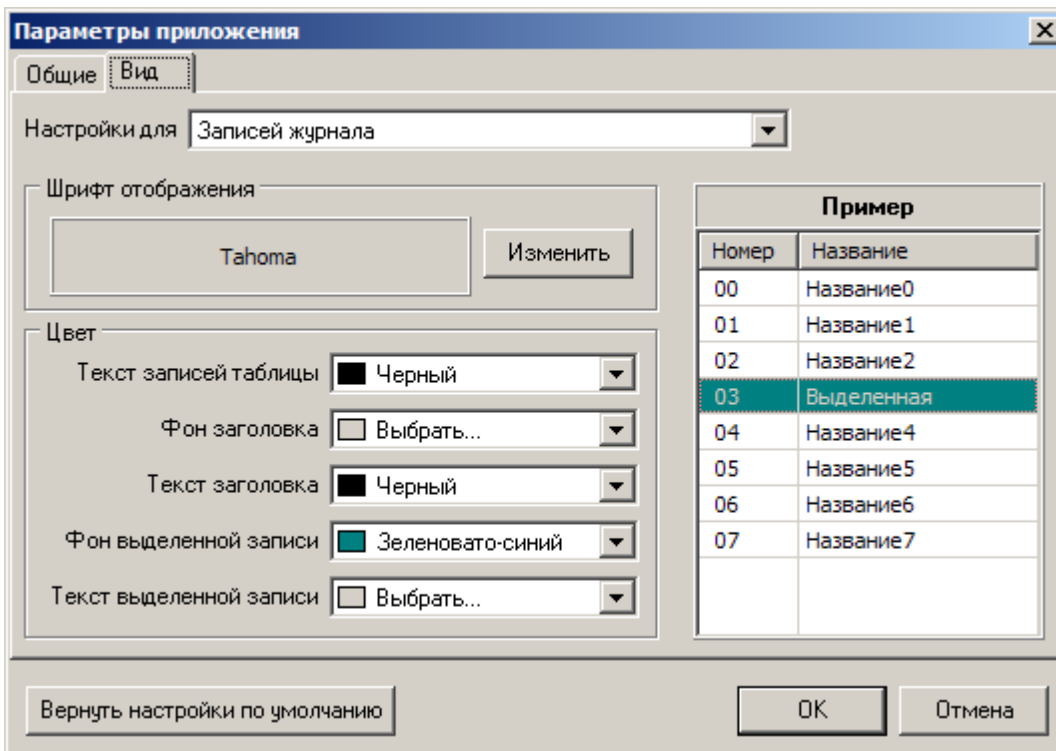 Параметры приложения
Общие Вид
Настройки для Записей журнала
Шрифт отображения
Tahoma Изменить
Цвет
Текст записей таблицы Черный
Фон заголовка Выбрать...
Текст заголовка Черный
Фон выделенной записи Зеленовато-синий
Текст выделенной записи Выбрать...
Пример
Номер Название
00 Название0
01 Название1
02 Название2
03 Выделенная
04 Название4
05 Название5
06 Название6
07 Название7
Вернуть настройки по умолчанию OK Отмена